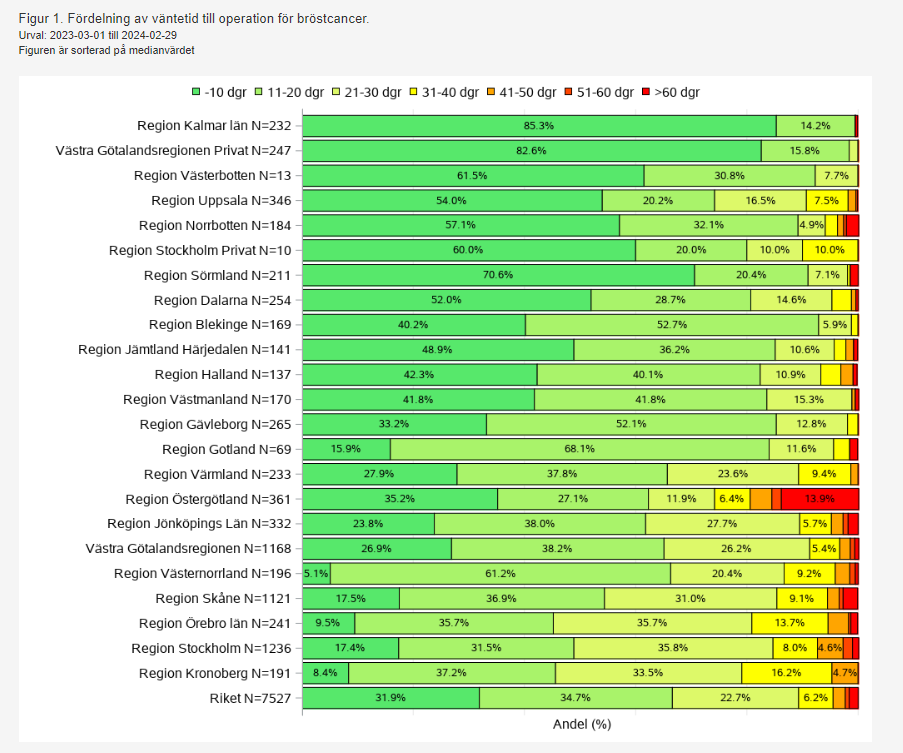 Figur 1. Fördelning av väntetid till operation för bröstcancer.
Urval: 2023-03-01 till 2024-02-29
Figuren är sorterad på medianvärdet
-10 dgr 11-20 dgr 21-30 dgr 31-40 dgr 41-50 dgr 51-60 dgr >60 dgr
Region Kalmar län N=232 85.3% 14.2%
Västra Götalandsregionen Privat N=247 82.6% 15.8%
Region Västerbotten N=13 61.5% 30.8% 7.7%
Region Uppsala N=346 54.0% 20.2% 16.5% 7.5%
Region Norrbotten N=184 57.1% 32.1% 4.9%
Region Stockholm Privat N=10 60.0% 20.0% 10.0% 10.0%
Region Sörmland N=211 70.6% 20.4% 7.1%
Region Dalarna N=254 52.0% 28.7% 14.6%
Region Blekinge N=169 40.2% 52.7% 5.9%
Region Jämtland Härjedalen N=141 48.9% 36.2% 10.6%
Region Halland N=137 42.3% 40.1% 10.9%
Region Västmanland N=170 41.8% 41.8% 15.3%
Region Gävleborg N=265 33.2% 52.1% 12.8%
Region Gotland N=69 15.9% 68.1% 11.6%
Region Värmland N=233 27.9% 37.8% 23.6% 9.4%
Region Östergötland N=361 35.2% 27.1% 11.9% 6.4% 13.9%
Region Jönköpings Län N=332 23.8% 38.0% 27.7% 5.7%
Västra Götalandsregionen N=1168 26.9% 38.2% 26.2% 5.4%
Region Västernorrland N=196 5.1% 61.2% 20.4% 9.2%
Region Skåne N=1121 17.5% 36.9% 31.0% 9.1%
Region Örebro län N=241 9.5% 35.7% 35.7% 13.7%
Region Stockholm N=1236 17.4% 31.5% 35.8% 8.0% 4.6%
Region Kronoberg N=191 8.4% 37.2% 33.5% 16.2% 4.7%
Riket N=7527 31.9% 34.7% 22.7% 6.2%
Andel (%)